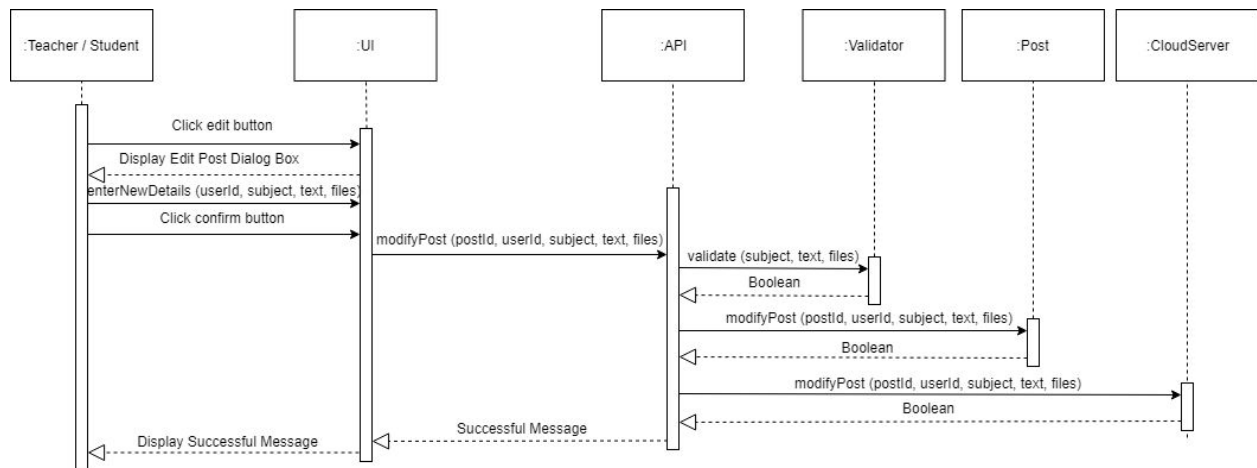 :Teacher / Student
:UI
:API
:Validator
:Post
:CloudServer
Click edit button
Display Edit Post Dialog Box
enterNewDetails (userId, subject, text, files)
Click confirm button
modifyPost (postId, userId, subject, text, files)
validate (subject, text, files)
Boolean
modifyPost (postId, userId, subject, text, files)
Boolean
modifyPost (postId, userId, subject, text, files)
Boolean
Successful Message
Display Successful Message